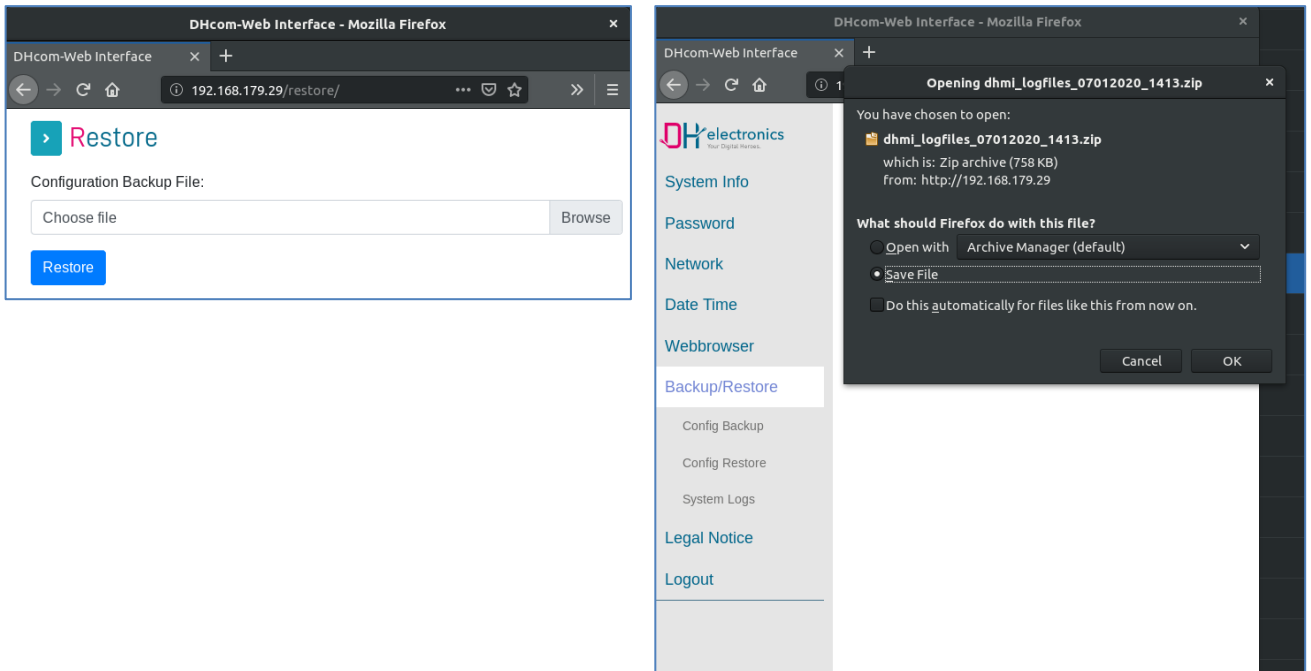 DHcom-Web Interface - Mozilla Firefox ×
DHcom-Web Interface × +
192.168.179.29/restore/
Restore
Configuration Backup File:
Choose file Browse
Restore
DHcom-Web Interface - Mozilla Firefox ×
DHcom-Web Interface × +
1
DH electronics
Your Digital Heroes.
System Info
Password
Network
Date Time
Webbrowser
Backup/Restore
Config Backup
Config Restore
System Logs
Legal Notice
Logout
Opening dhmi_logfiles_07012020_1413.zip ×
You have chosen to open:
dhmi_logfiles_07012020_1413.zip
which is: Zip archive (758 KB)
from: http://192.168.179.29
What should Firefox do with this file?
Open with Archive Manager (default)
Save File
Do this automatically for files like this from now on.
Cancel OK